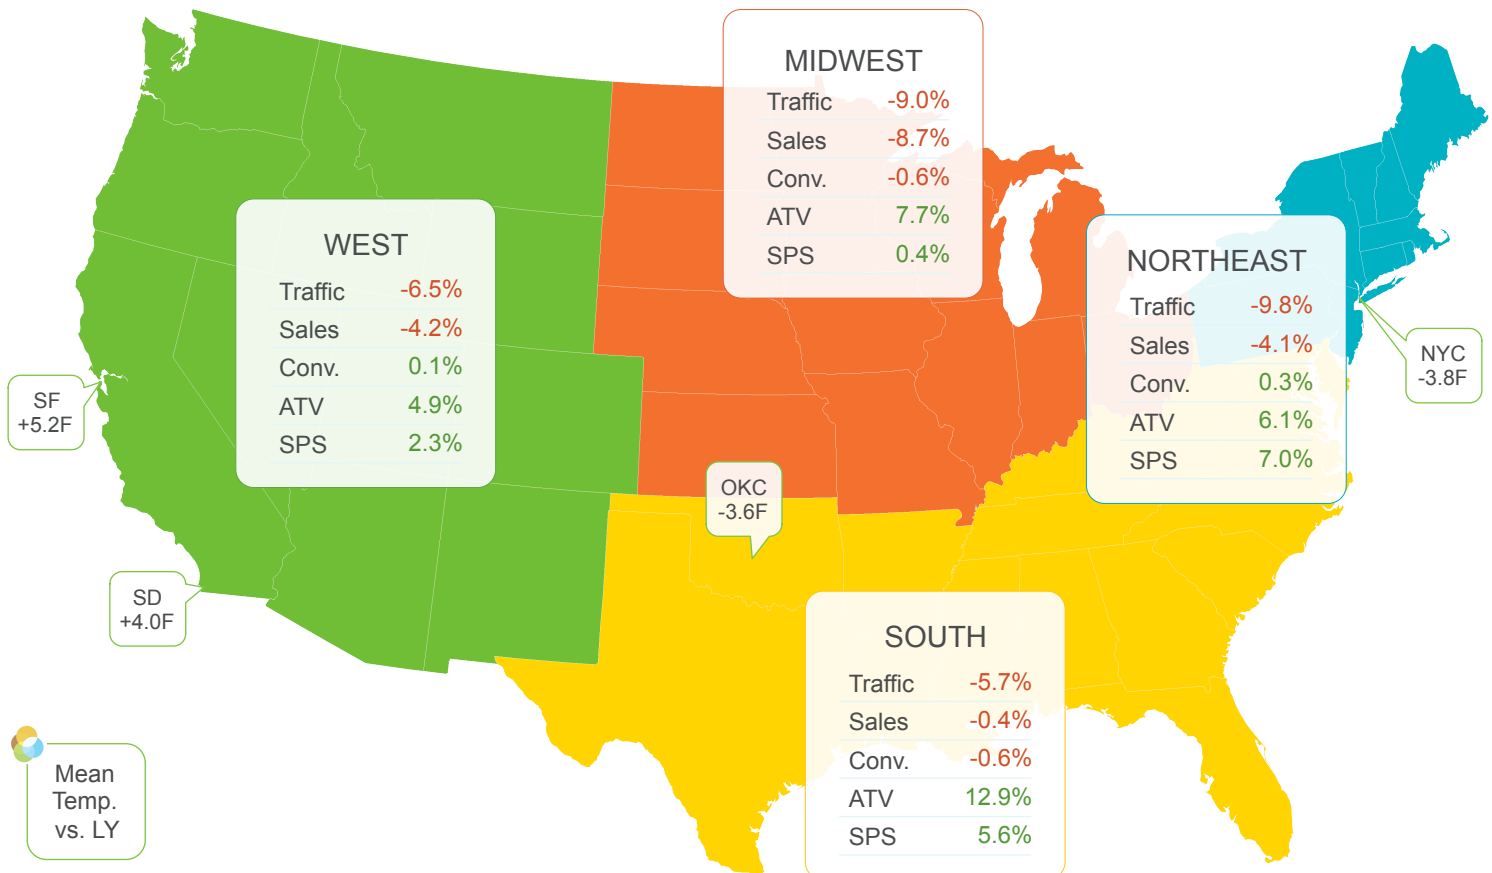 MIDWEST
Traffic -9.0%
Sales -8.7%
Conv. -0.6%
ATV 7.7%
SPS 0.4%
WEST
Traffic -6.5%
Sales -4.2%
Conv. 0.1%
ATV 4.9%
SPS 2.3%
NORTHEAST
Traffic -9.8%
Sales -4.1%
Conv. 0.3%
ATV 6.1%
SPS 7.0%
NYC
-3.8F
SF
+5.2F
OKC
-3.6F
SD
+4.0F
SOUTH
Traffic -5.7%
Sales -0.4%
Conv. -0.6%
ATV 12.9%
SPS 5.6%
Mean
Temp.
vs. LY